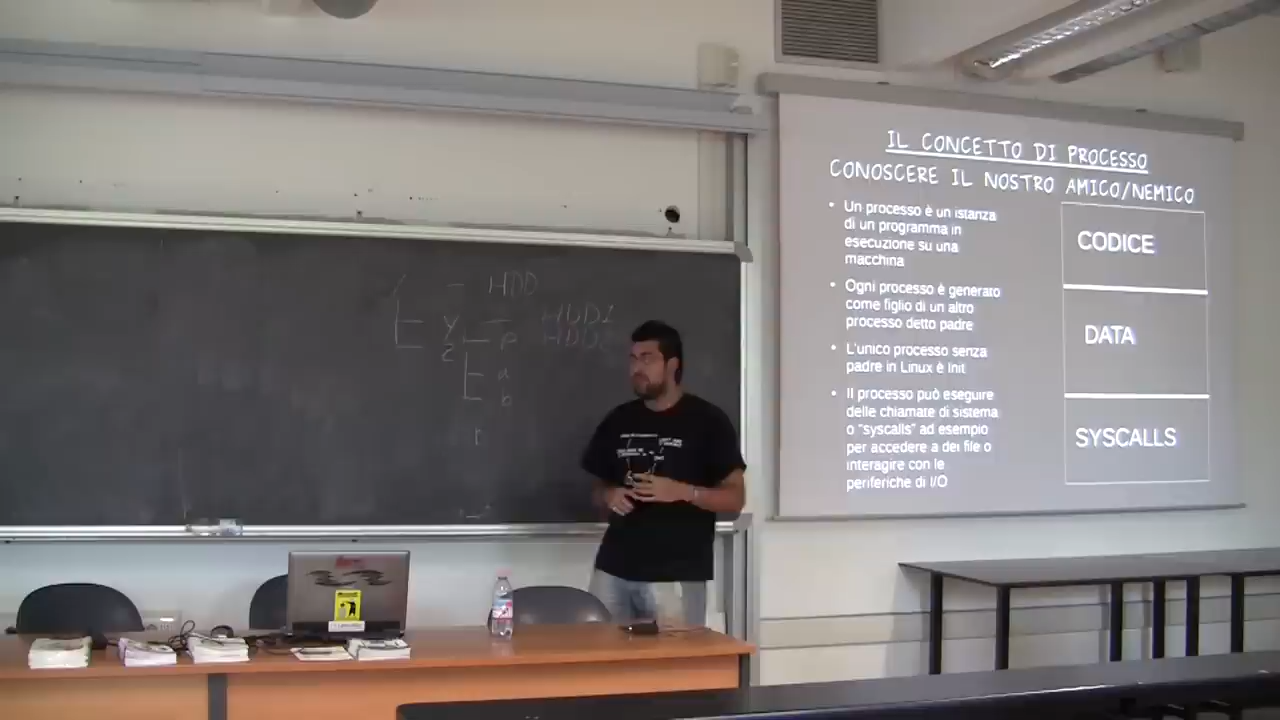 IL CONCETTO DI PROCESSO
CONOSCERE IL NOSTRO AMICO/NEMICO
• Un processo è un istanza
di un programma in
esecuzione su una
macchina
• Ogni processo è generato
come figlio di un altro
processo detto padre
• L'unico processo senza
padre in Linux è Init
• Il processo può eseguire
delle chiamate di sistema
o "syscalls" ad esempio
per accedere a dei file o
interagire con le
periferiche di I/O
CODICE
DATA
SYSCALLS
/ - HDD
a
b